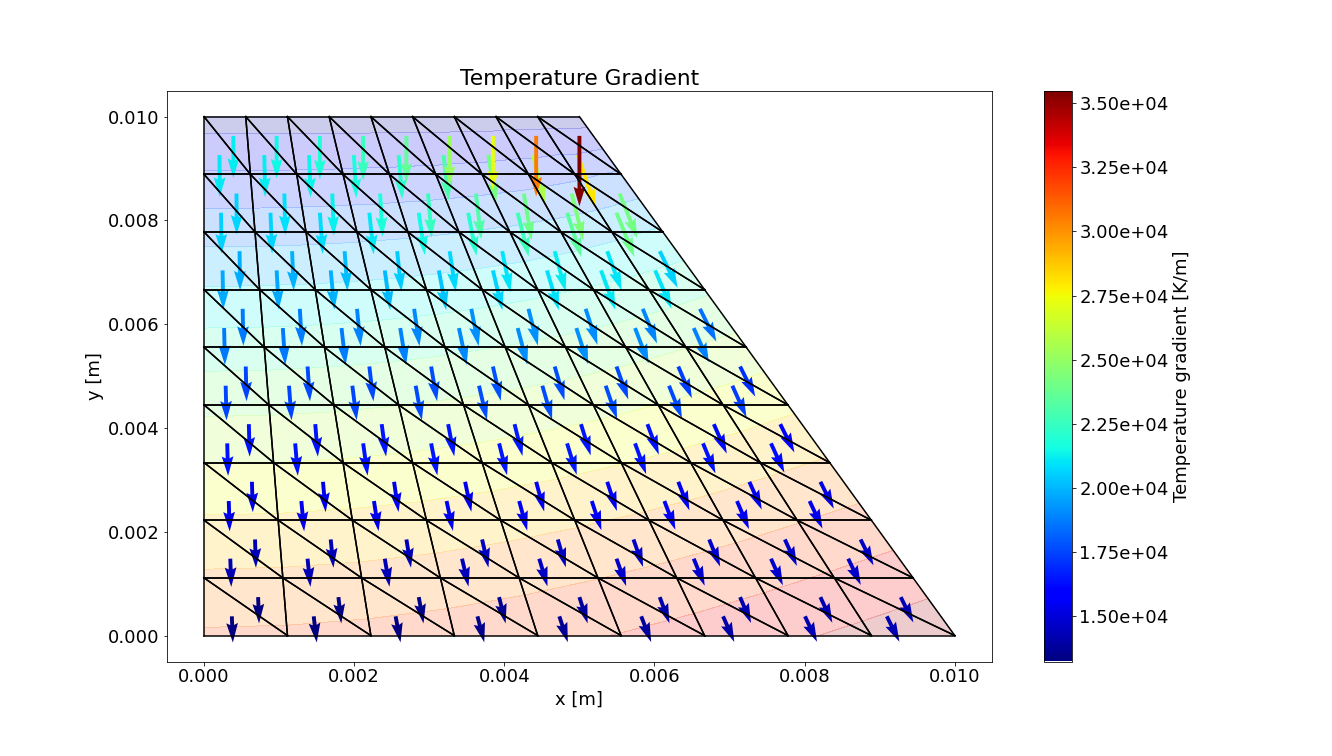 Temperature Gradient
0.010
0.008
0.006
0.004
0.002
0.000
y [m]
0.000 0.002 0.004 0.006 0.008 0.010
x [m]
3.50e+04
3.25e+04
3.00e+04
2.75e+04
2.50e+04
2.25e+04
2.00e+04
1.75e+04
1.50e+04
Temperature gradient [K/m]